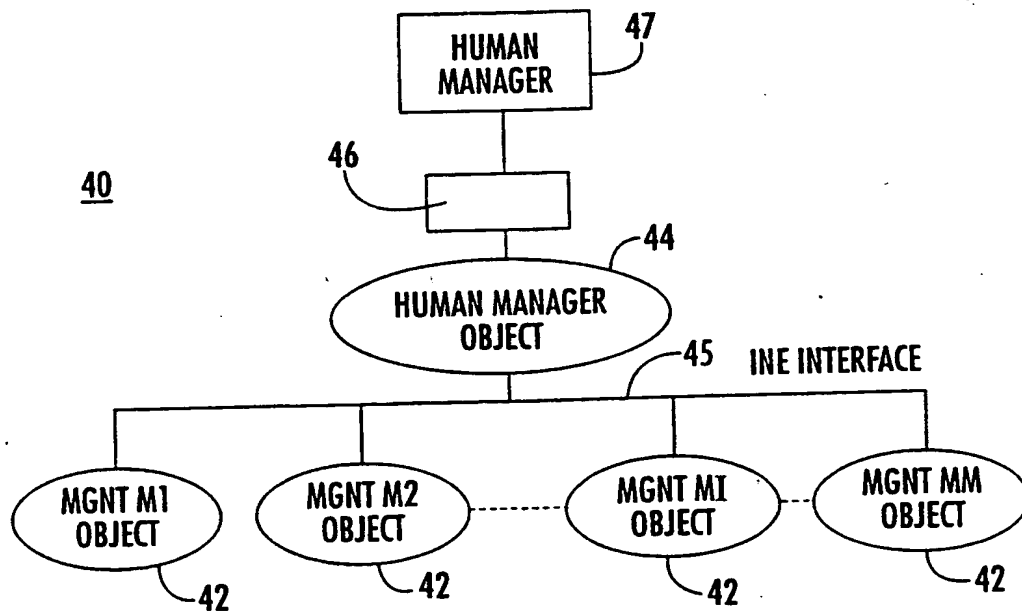 HUMAN
MANAGER
47
46
40
44
HUMAN MANAGER
OBJECT
45
INE INTERFACE
MGNT M1
OBJECT
MGNT M2
OBJECT
MGNT MI
OBJECT
MGNT MM
OBJECT
42
42
42
42